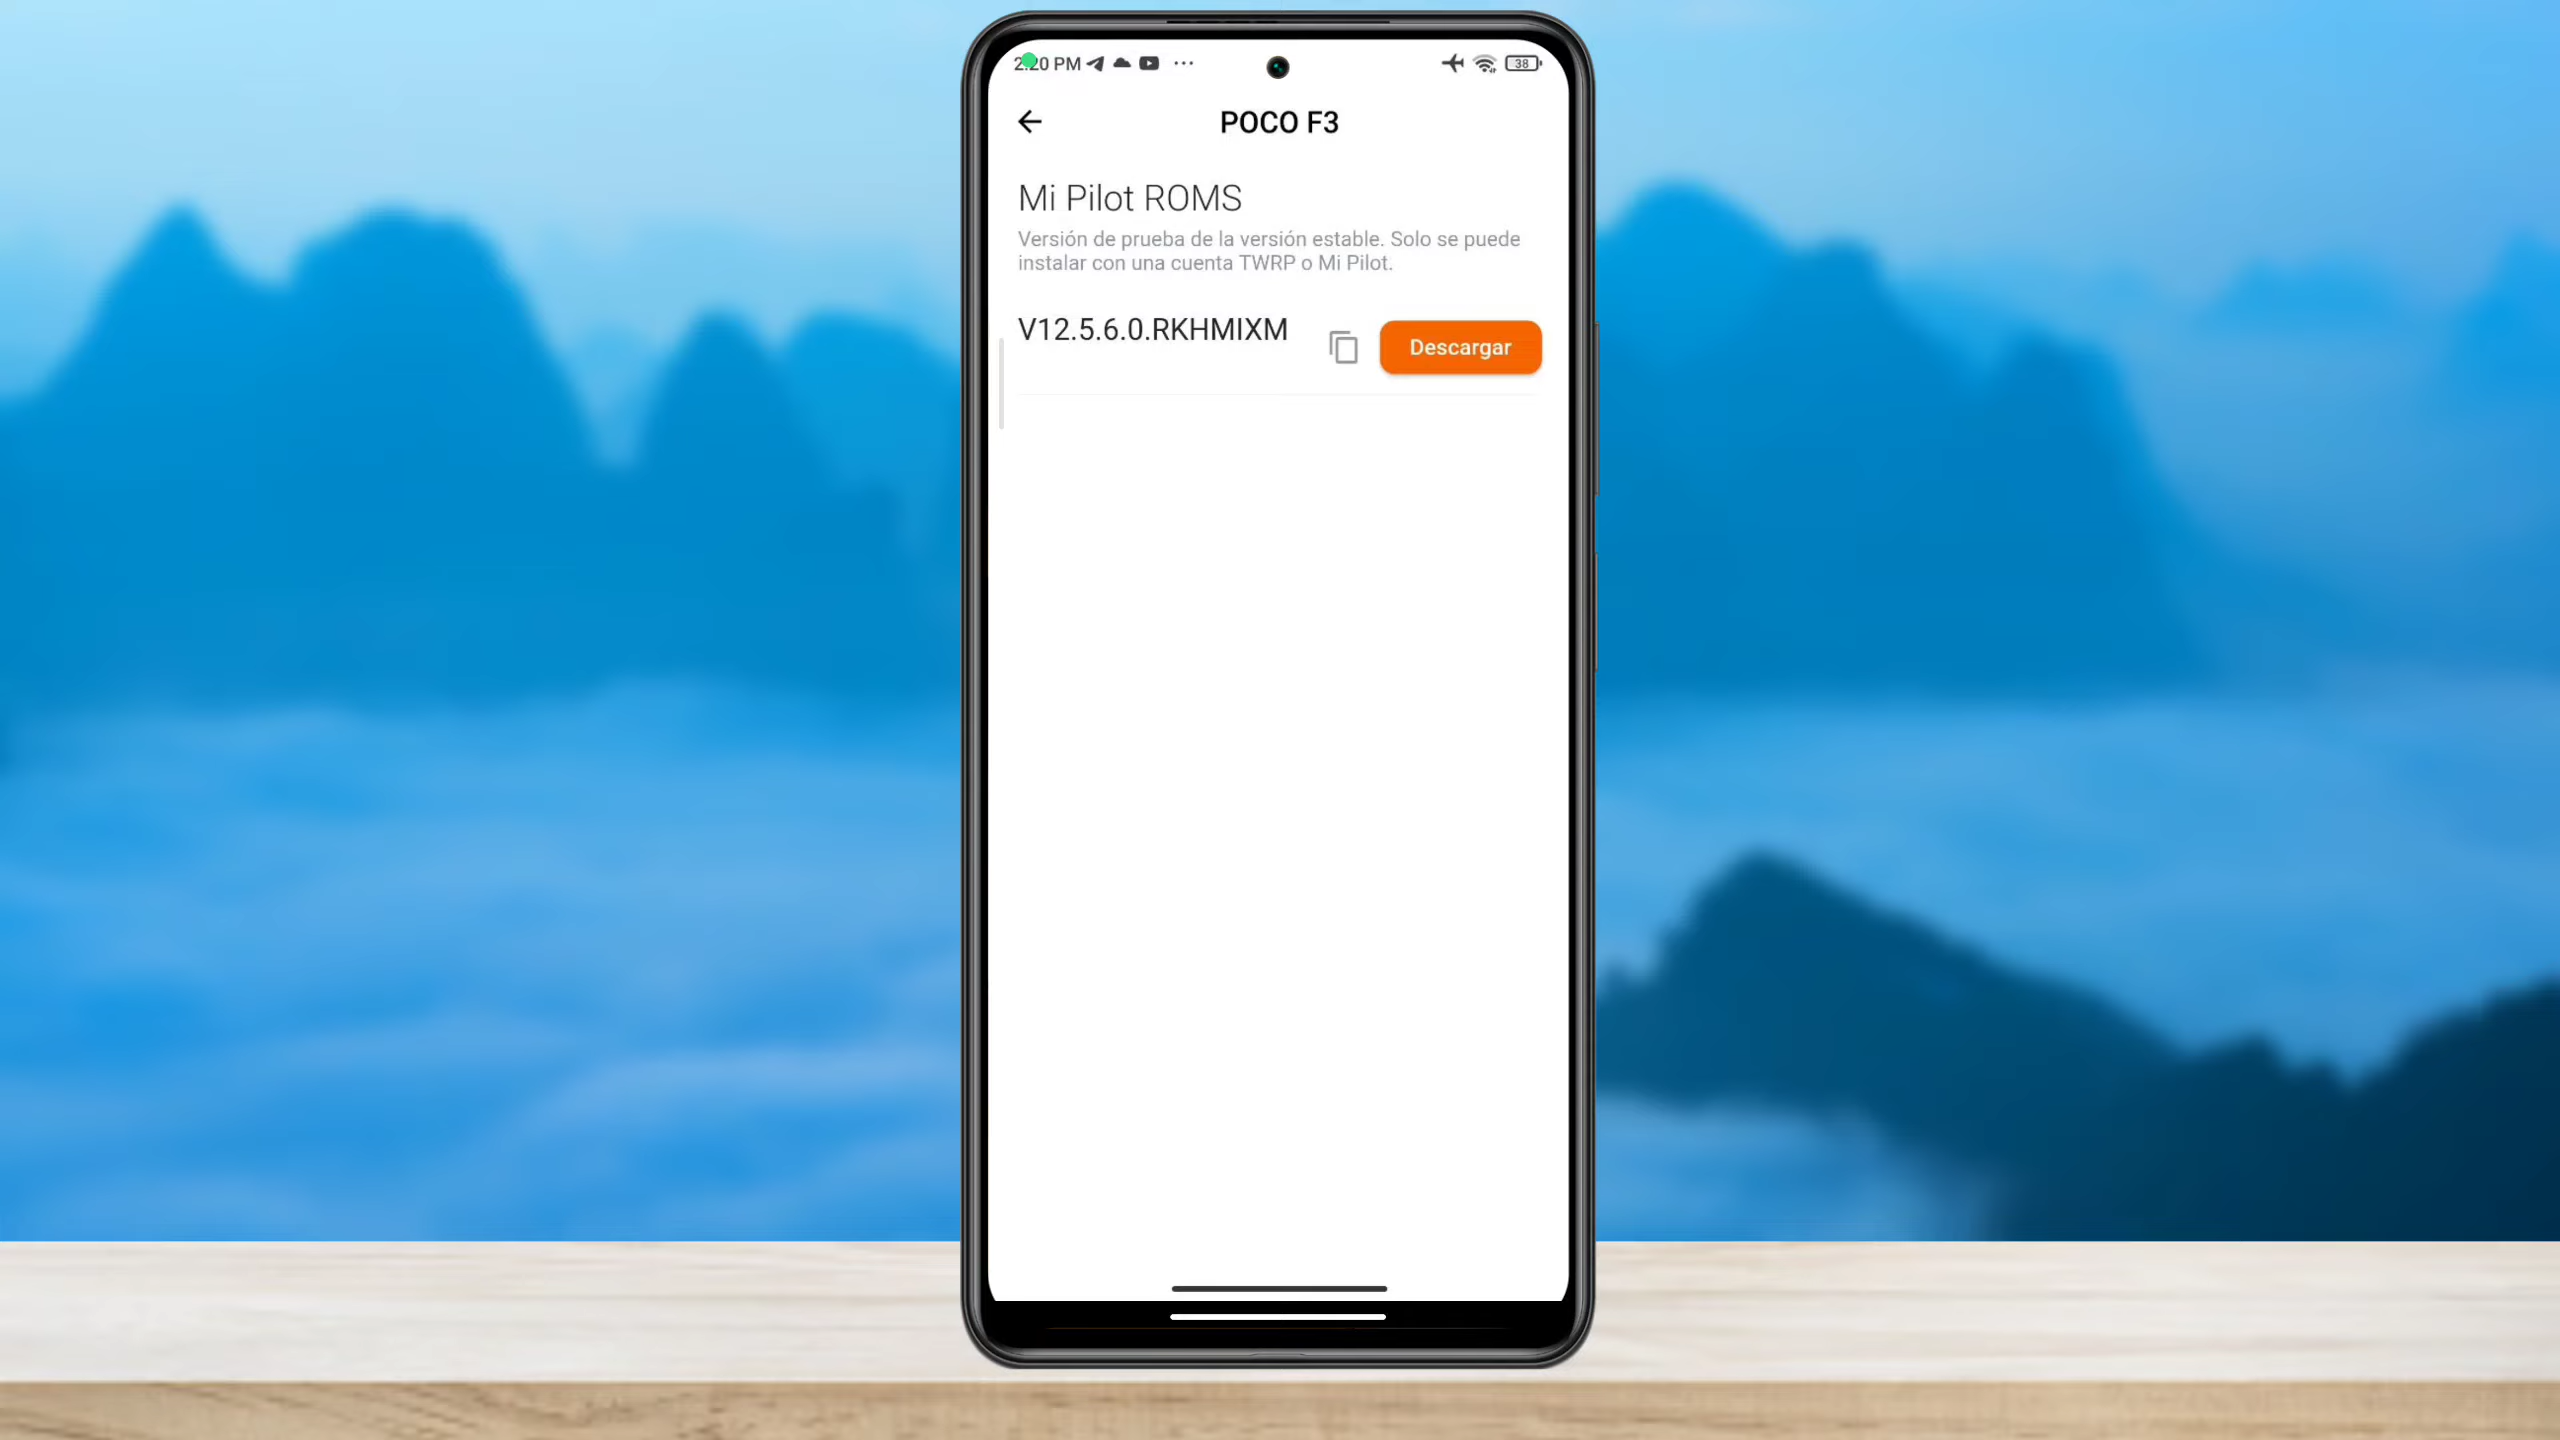 2:20 PM
38
POCO F3
Mi Pilot ROMS
Versión de prueba de la versión estable. Solo se puede
instalar con una cuenta TWRP o Mi Pilot.
V12.5.6.0.RKHMIXM
Descargar